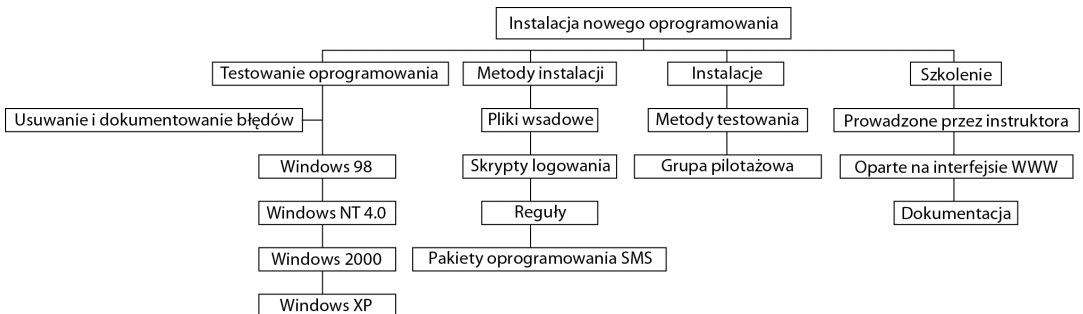 Instalacja nowego oprogramowania
Testowanie oprogramowania
Metody instalacji
Instalacje
Szkolenie
Usuwanie i dokumentowanie błędów
Pliki wsadowe
Metody testowania
Prowadzone przez instruktora
Windows 98
Skrypty logowania
Grupa pilotażowa
Oparte na interfejsie WWW
Windows NT 4.0
Reguły
Dokumentacja
Windows 2000
Pakiety oprogramowania SMS
Windows XP